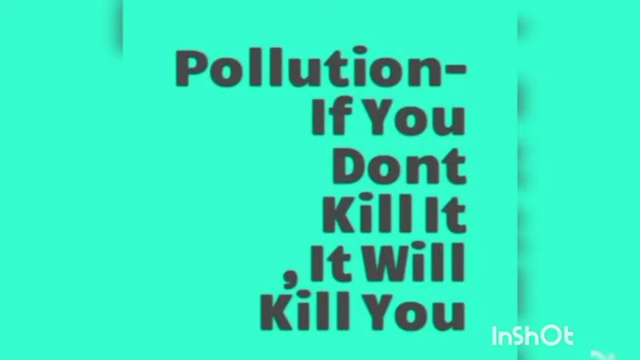 Pollution-
If You
Dont
Kill It
,It Will
Kill You
InShOt